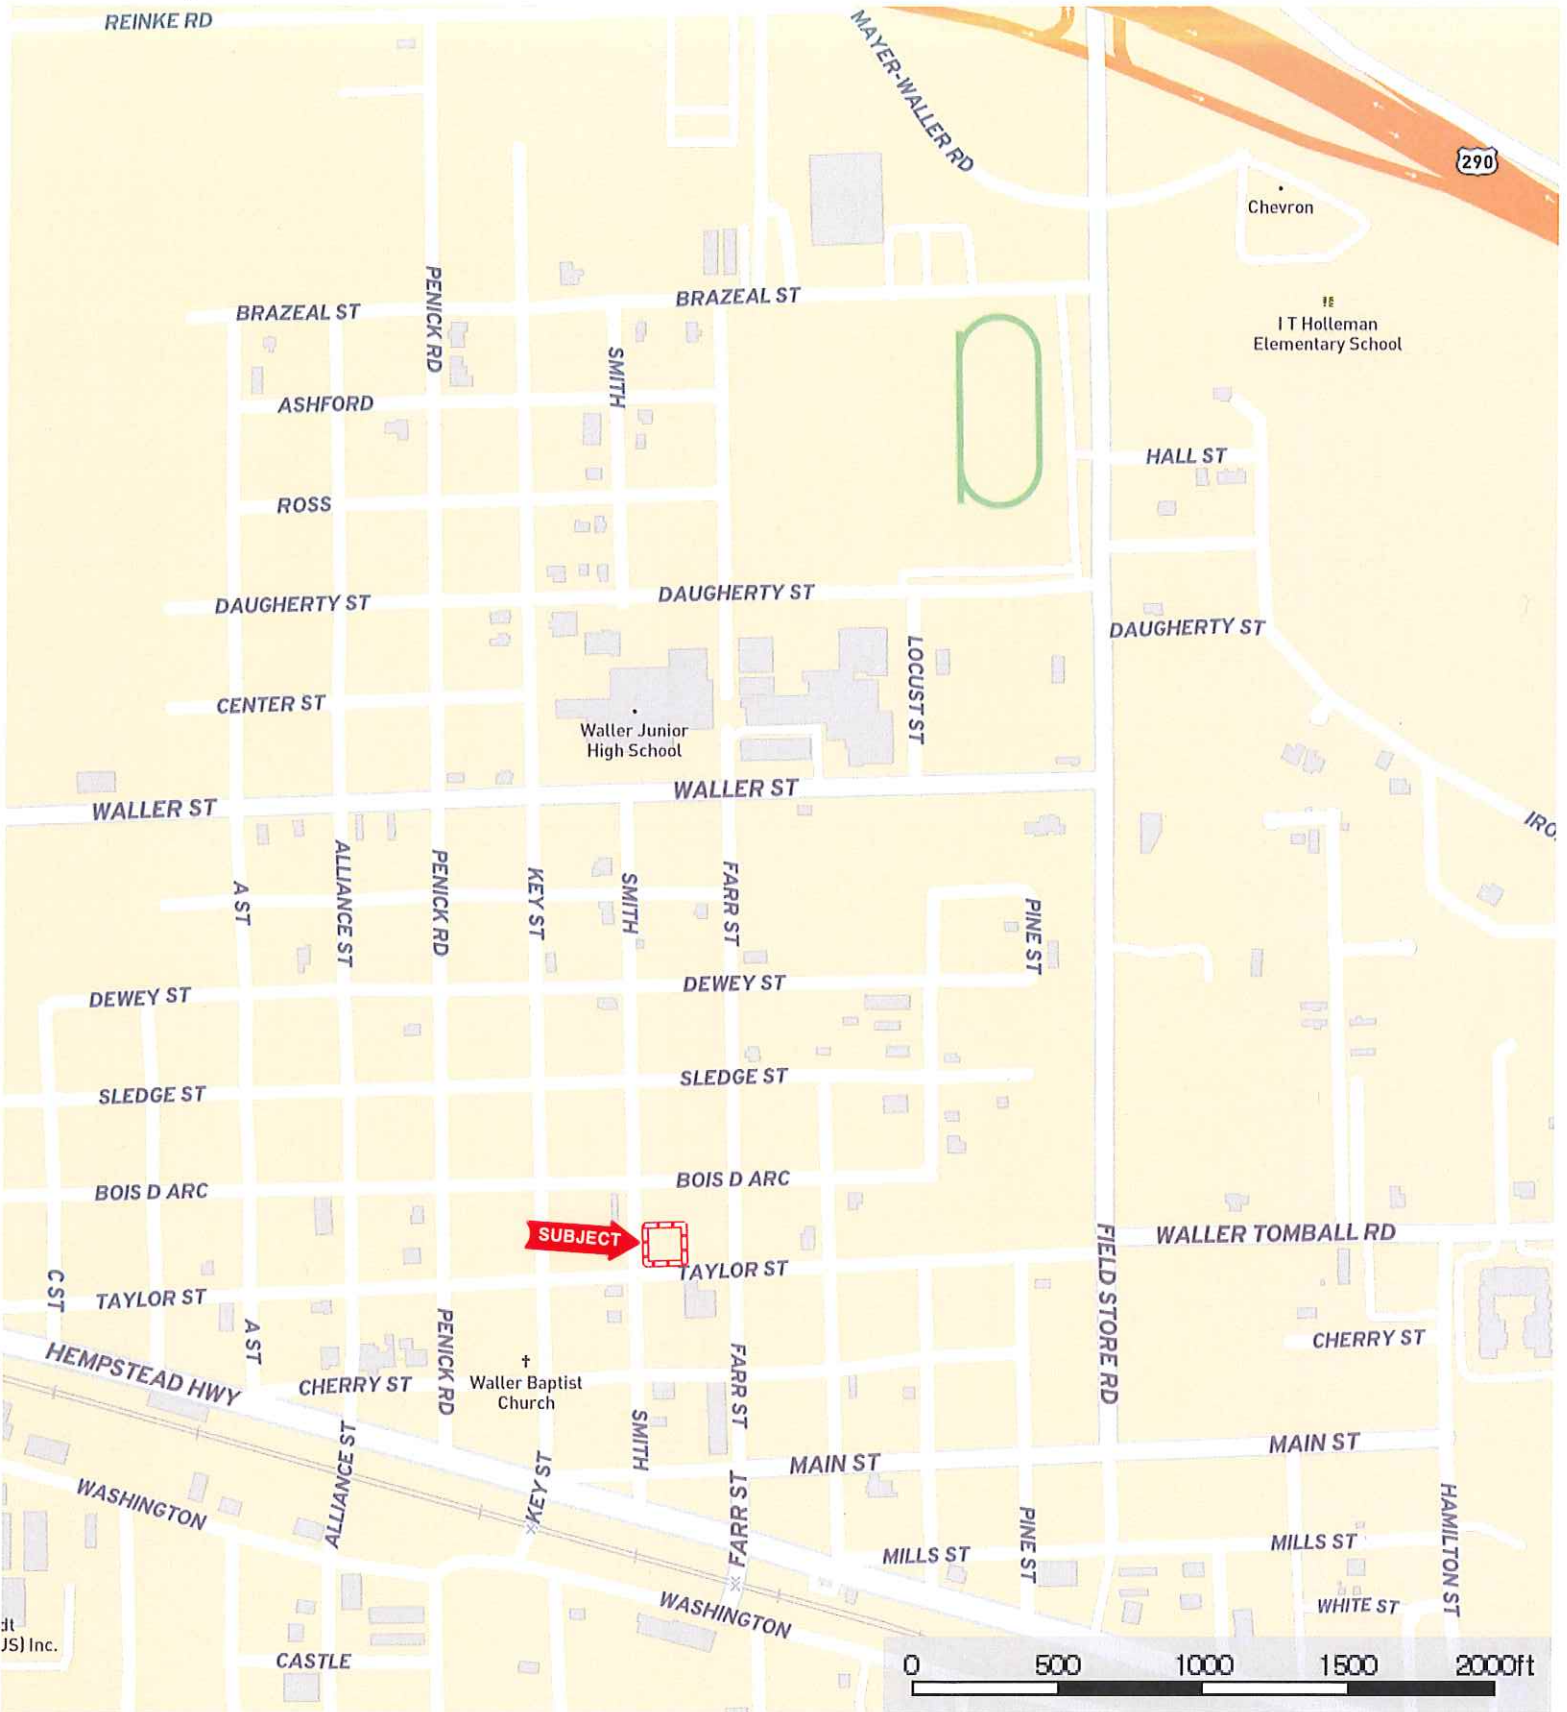 REINKE RD
MAYER-WALLER RD
290
Chevron
PENICK RD
BRAZEAL ST
BRAZEAL ST
I T Holleman
Elementary School
SMITH
ASHFORD
HALL ST
ROSS
DAUGHERTY ST
DAUGHERTY ST
DAUGHERTY ST
LOCUST ST
CENTER ST
Waller Junior
High School
WALLER ST
WALLER ST
IRO
A ST
ALLIANCE ST
PENICK RD
KEY ST
SMITH
FARR ST
PINE ST
DEWEY ST
DEWEY ST
SLEDGE ST
SLEDGE ST
BOIS D ARC
BOIS D ARC
SUBJECT
WALLER TOMBALL RD
FIELD STORE RD
C ST
TAYLOR ST
TAYLOR ST
A ST
PENICK RD
HEMPSTEAD HWY
CHERRY ST
CHERRY ST
Waller Baptist
Church
FARR ST
SMITH
ALLIANCE ST
KEY ST
MAIN ST
MAIN ST
WASHINGTON
FARR ST
PINE ST
HAMILTON ST
MILLS ST
MILLS ST
WASHINGTON
WHITE ST
dt
JS) Inc.
CASTLE
0 500 1000 1500 2000ft